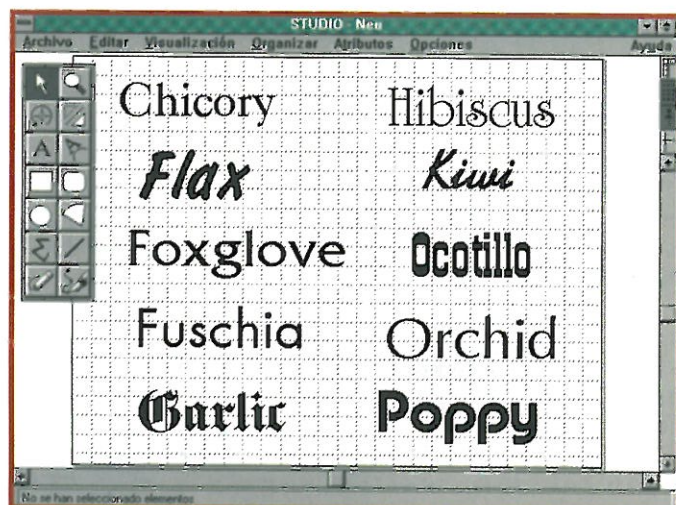 STUDIO - Neu
Archivo Editar Visualización Organizar Atributos Opciones Ayuda
A
Chicory Hibiscus
Flax Kiwi
Foxglove Ocotillo
Fuschia Orchid
Garlic Poppy
No se han seleccionado elementos